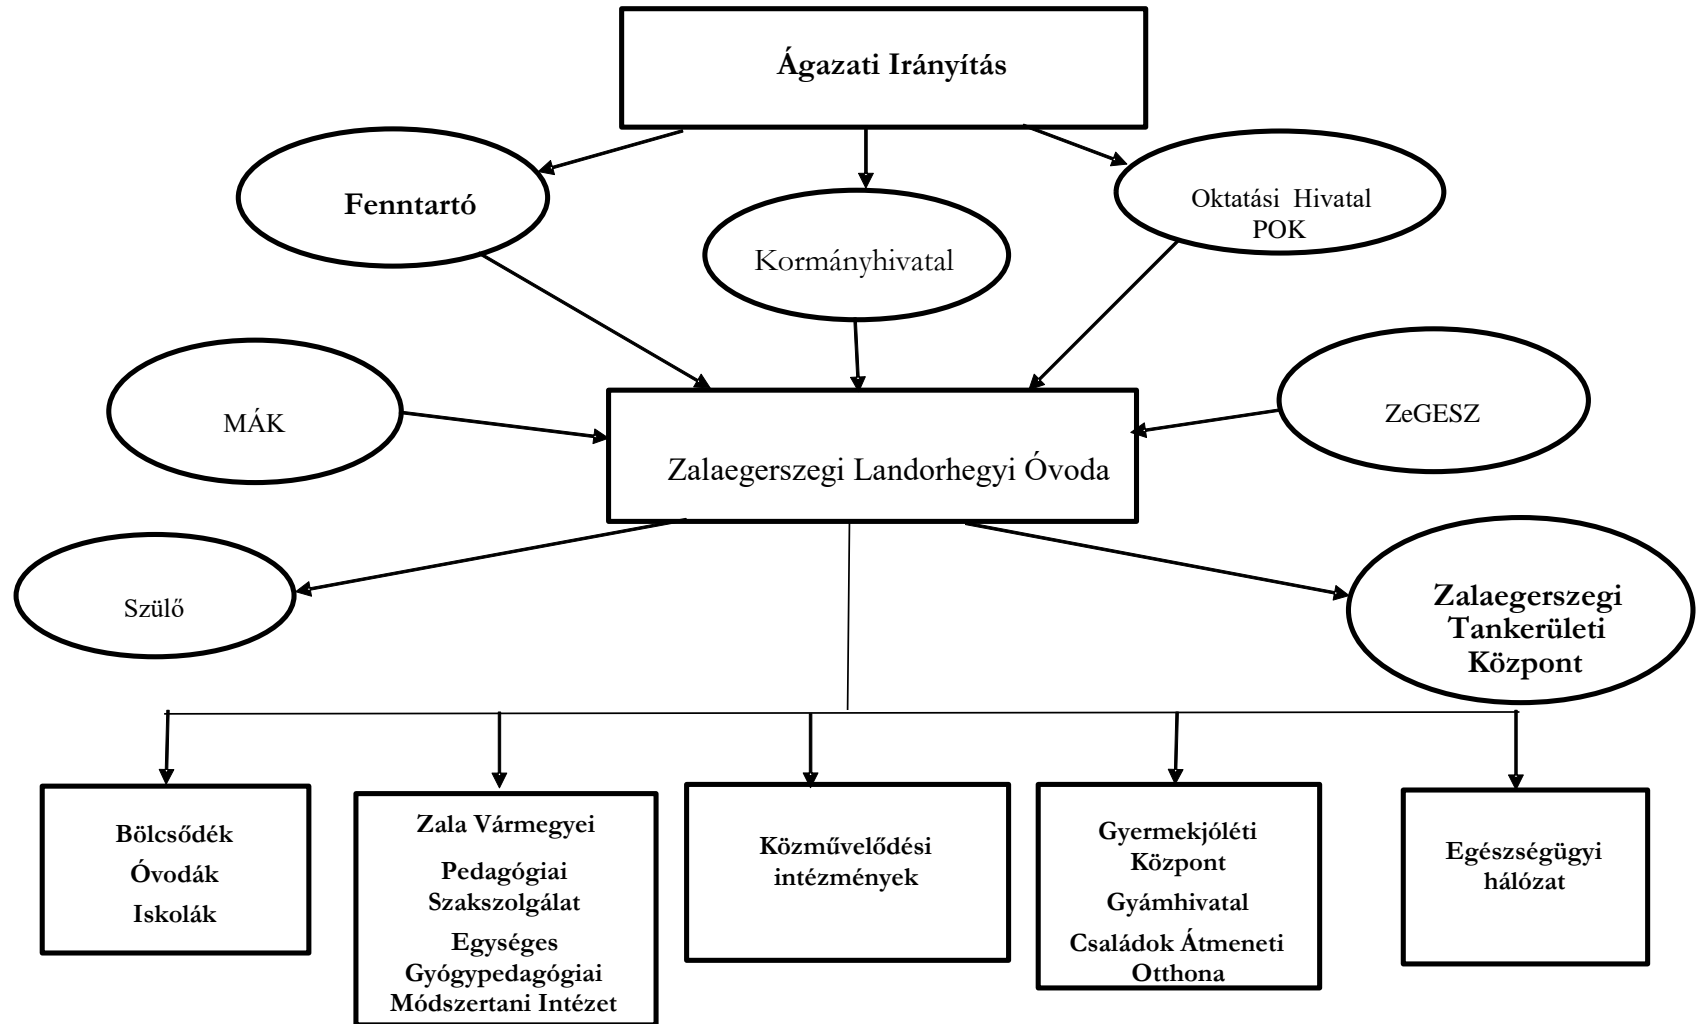 Ágazati Irányítás
Fenntartó
Kormányhivatal
Oktatási Hivatal
POK
MÁK
Zalaegerszegi Landorhegyi Óvoda
ZeGESZ
Szülő
Zalaegerszegi
Tankerületi
Központ
Bölcsődék
Óvodák
Iskolák
Zala Vármegyei
Pedagógiai
Szakszolgálat
Egységes
Gyógypedagógiai
Módszertani Intézet
Közművelődési
intézmények
Gyermekjóléti
Központ
Gyámhivatal
Családok Átmeneti
Otthona
Egészségügyi
hálózat